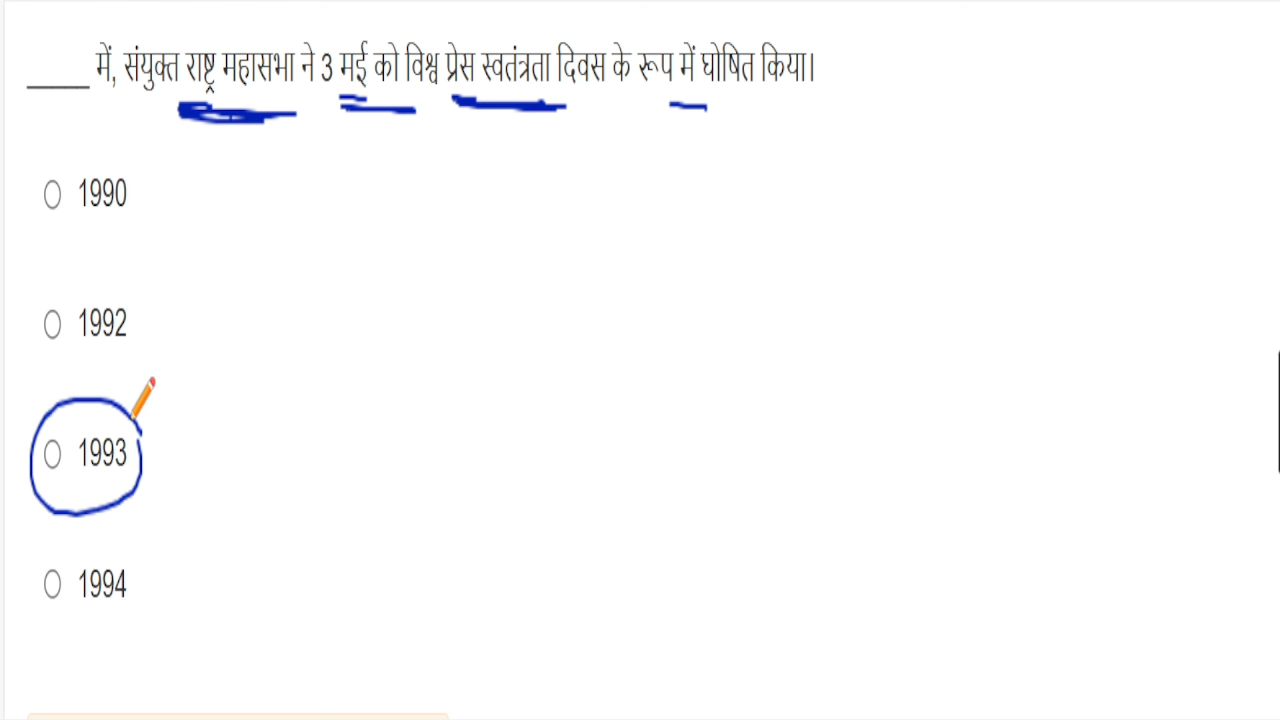 _____ में, संयुक्त राष्ट्र महासभा ने 3 मई को विश्व प्रेस स्वतंत्रता दिवस के रूप में घोषित किया।
1990
1992
1993
1994